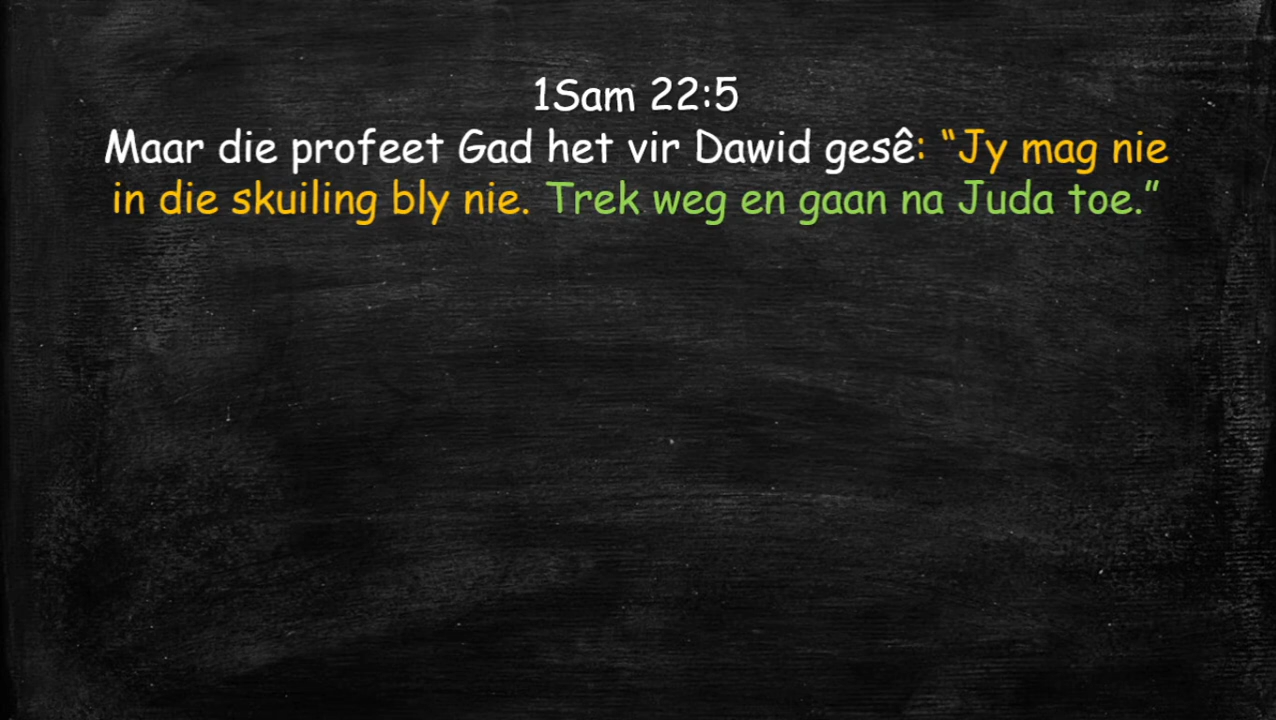 1Sam 22:5
Maar die profeet Gad het vir Dawid gesê: “Jy mag nie
in die skuiling bly nie. Trek weg en gaan na Juda toe.”